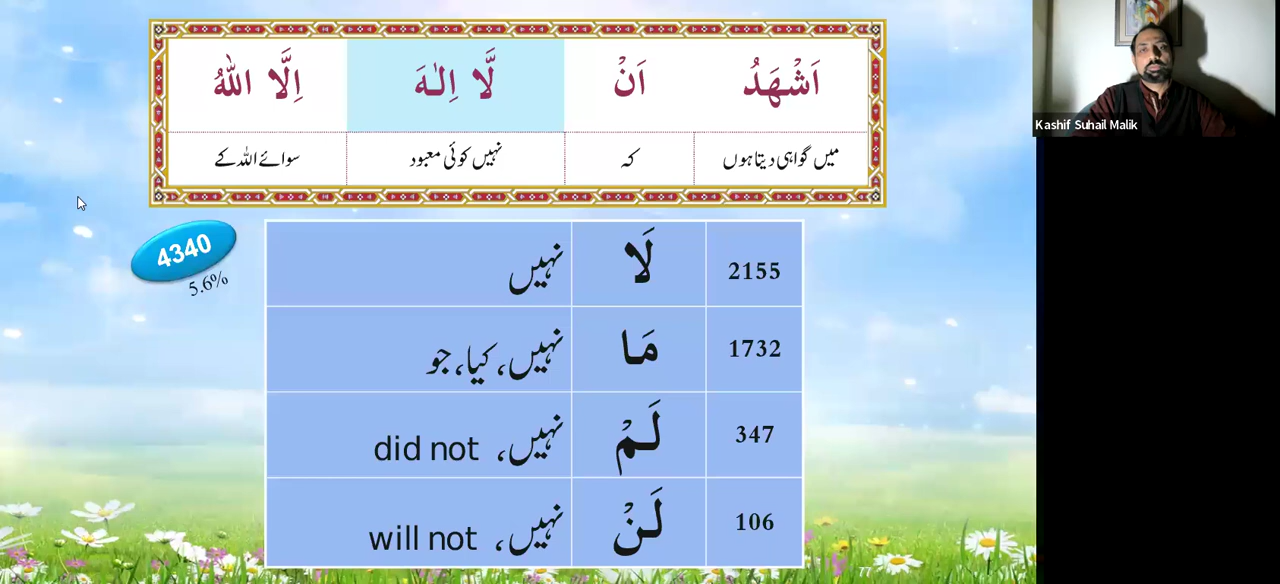 اَشْهَدُ اَنْ لَّا اِلٰهَ اِلَّا اللّٰهُ
میں گواہی دیتا ہوں کہ نہیں کوئی معبود سوائے اللہ کے
Kashif Suhail Malik
4340
5.6%
2155 لَا نہیں
1732 مَا نہیں، کیا، جو
347 لَمْ نہیں، did not
106 لَنْ نہیں، will not
77